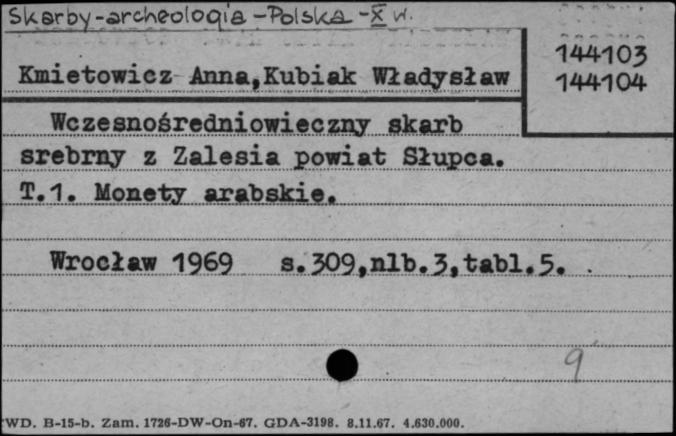 Skarby-archeologia-Polska-X w.
144103
144104
Kmietowicz Anna,Kubiak Władysław
Wczesnośredniowieczny skarb
srebrny z Zalesia powiat Słupca.
T.1. Monety arabskie.
Wrocław 1969 s.309,nlb.3,tabl.5.
9
WD. B-15-b. Zam. 1726-DW-On-67. GDA-3198. 8.11.67. 4.630.000.